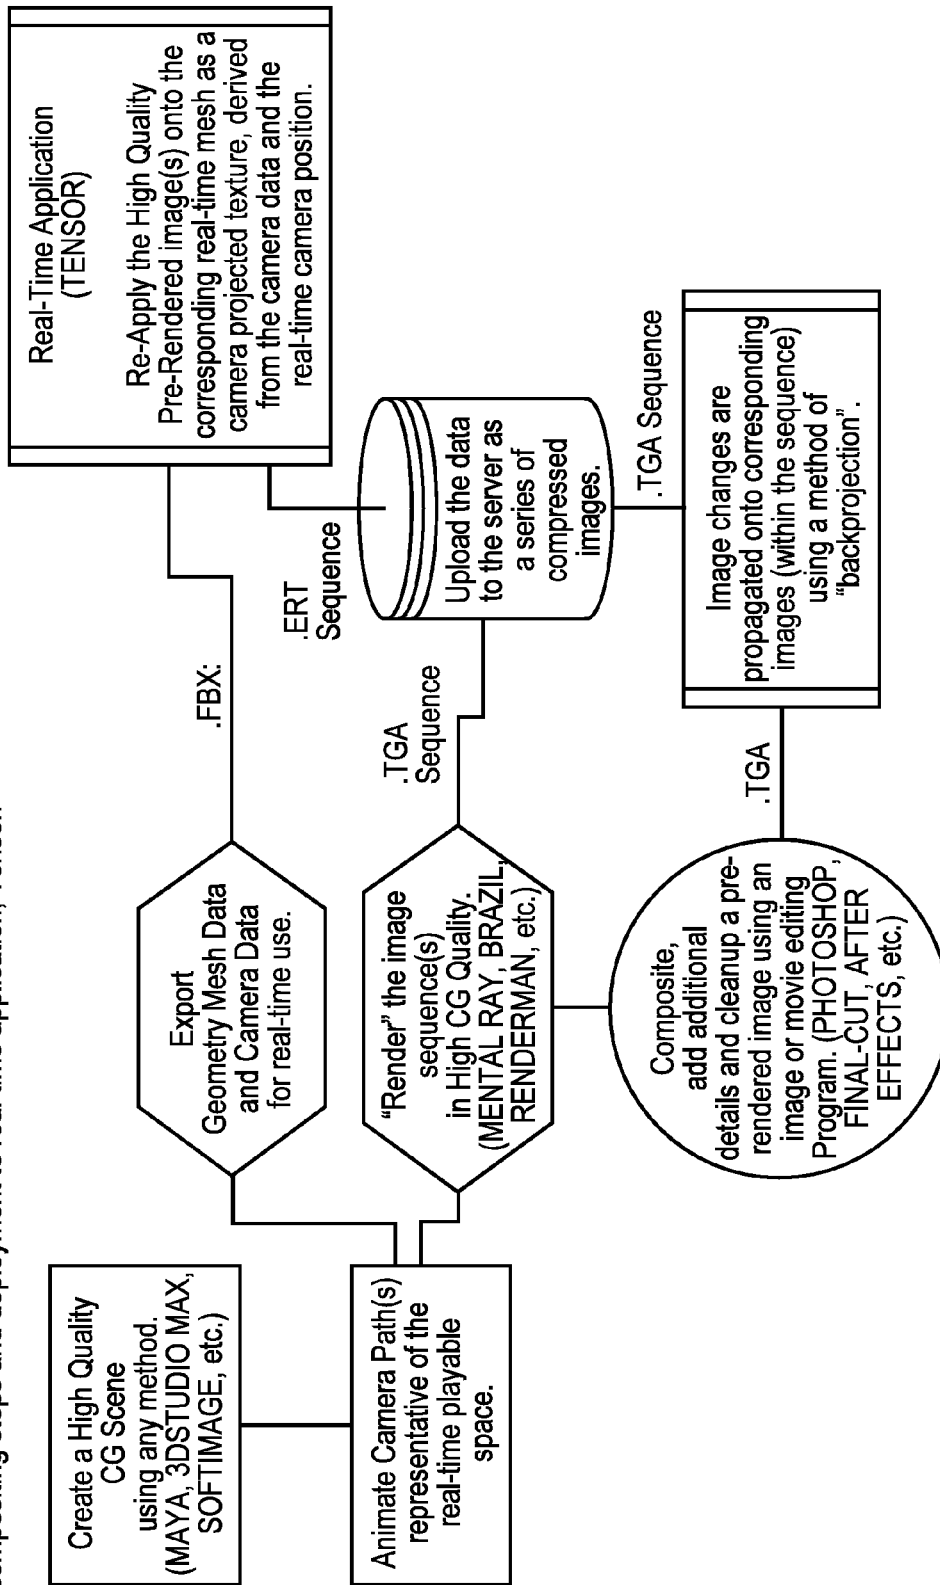 Create a High Quality
CG Scene
using any method.
(MAYA, 3DSTUDIO MAX,
SOFTIMAGE, etc.)
Animate Camera Path(s)
representative of the
real-time playable
space.
Export
Geometry Mesh Data
and Camera Data
for real-time use.
.FBX:
"Render" the image
sequence(s)
in High CG Quality.
(MENTAL RAY, BRAZIL,
RENDERMAN, etc.)
.TGA
Sequence
Composite,
add additional
details and cleanup a pre-
rendered image using an
image or movie editing
Program. (PHOTOSHOP,
FINAL-CUT, AFTER
EFFECTS, etc.)
.TGA
Image changes are
propagated onto corresponding
images (within the sequence)
using a method of
"backprojection".
.TGA Sequence
Upload the data
to the server as
a series of
compressed
images.
.ERT
Sequence
Real-Time Application
(TENSOR)
Re-Apply the High Quality
Pre-Rendered image(s) onto the
corresponding real-time mesh as a
camera projected texture, derived
from the camera data and the
real-time camera position.